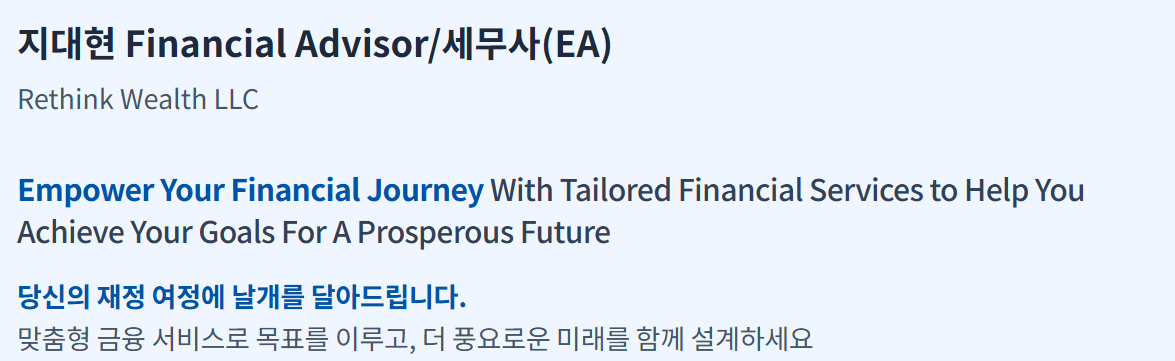 지대현 Financial Advisor/세무사(EA)
Rethink Wealth LLC
Empower Your Financial Journey With Tailored Financial Services to Help You
Achieve Your Goals For A Prosperous Future
당신의 재정 여정에 날개를 달아드립니다.
맞춤형 금융 서비스로 목표를 이루고, 더 풍요로운 미래를 함께 설계하세요